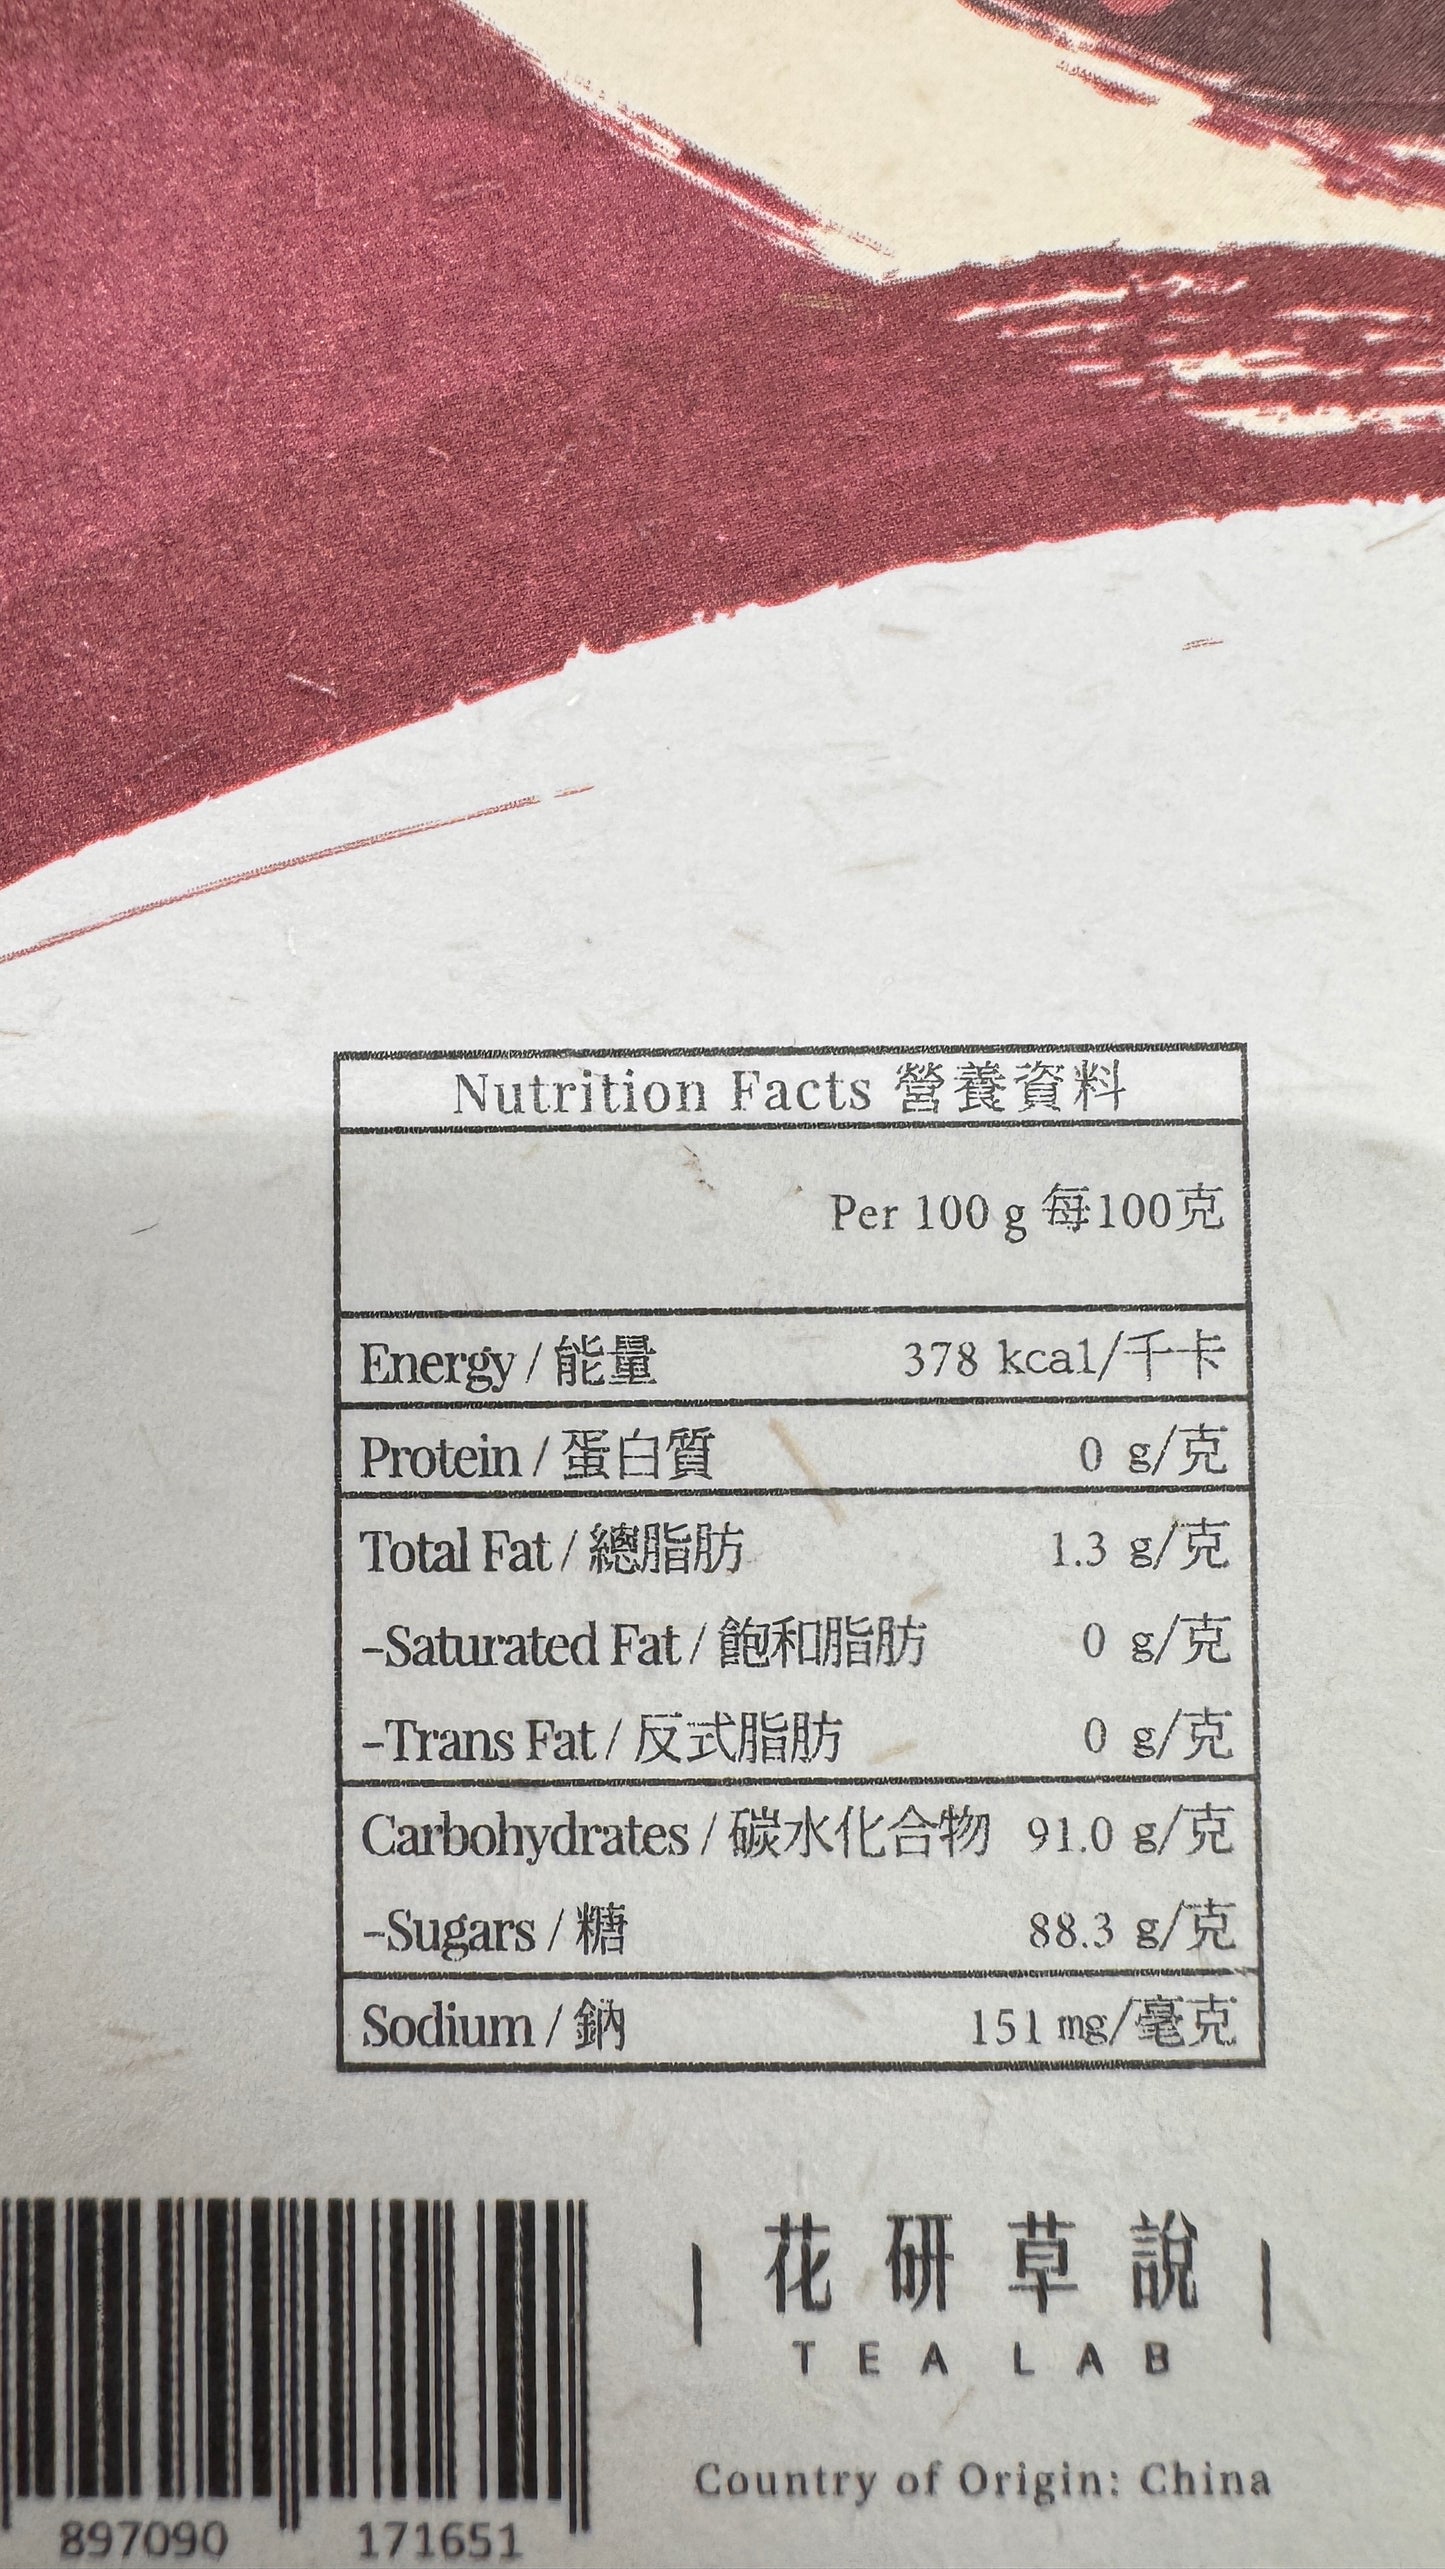 Nutrition Facts 營養資料
Per 100 g 每100克
Energy / 能量 378 kcal/千卡
Protein / 蛋白質 0 g/克
Total Fat / 總脂肪 1.3 g/克
-Saturated Fat / 飽和脂肪 0 g/克
-Trans Fat / 反式脂肪 0 g/克
Carbohydrates / 碳水化合物 91.0 g/克
-Sugars / 糖 88.3 g/克
Sodium / 鈉 151 mg/毫克
花研草說
TEA LAB
Country of Origin: China
897090 171651